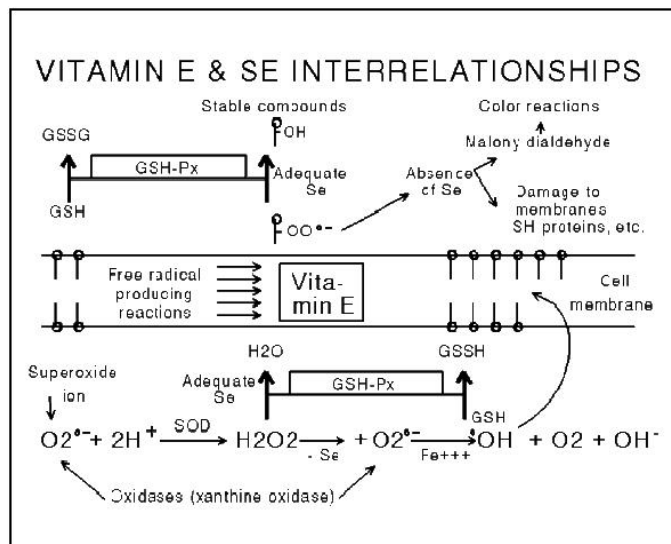 VITAMIN E & SE INTERRELATIONSHIPS
Stable compounds
Color reactions
GSSG
OH
Nalony dialdehyde
GSH-Px
Adequate
Se
Absence
cf Se
GSH
Damage to
membranes
SH proteins, etc.
OO•-
Free radical
producing
reactions
Vita-
min E
Cell
membrane
H2O
GSSH
Superoxide
ion
Adequate
Se
GSH-Px
GSH
O2•- + 2H+ SOD H2O2 - Se + O2•- Fe+++ •OH + O2 + OH-
Oxidases (xanthine oxidase)